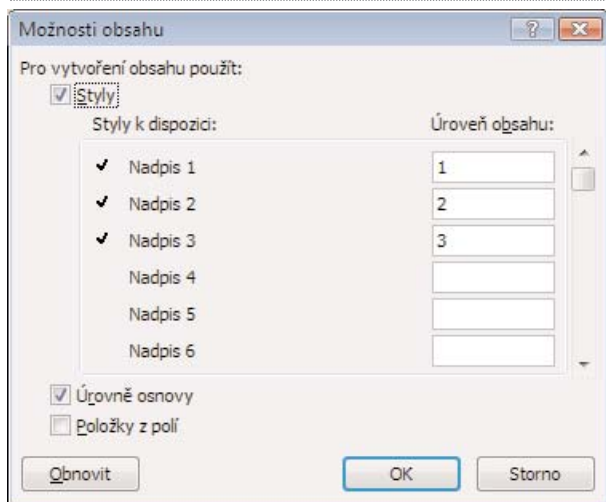 Možnosti obsahu
Pro vytvoření obsahu použít:
Styly
Styly k dispozici: Úroveň obsahu:
Nadpis 1 1
Nadpis 2 2
Nadpis 3 3
Nadpis 4
Nadpis 5
Nadpis 6
Úrovně osnovy
Položky z polí
Obnovit OK Storno